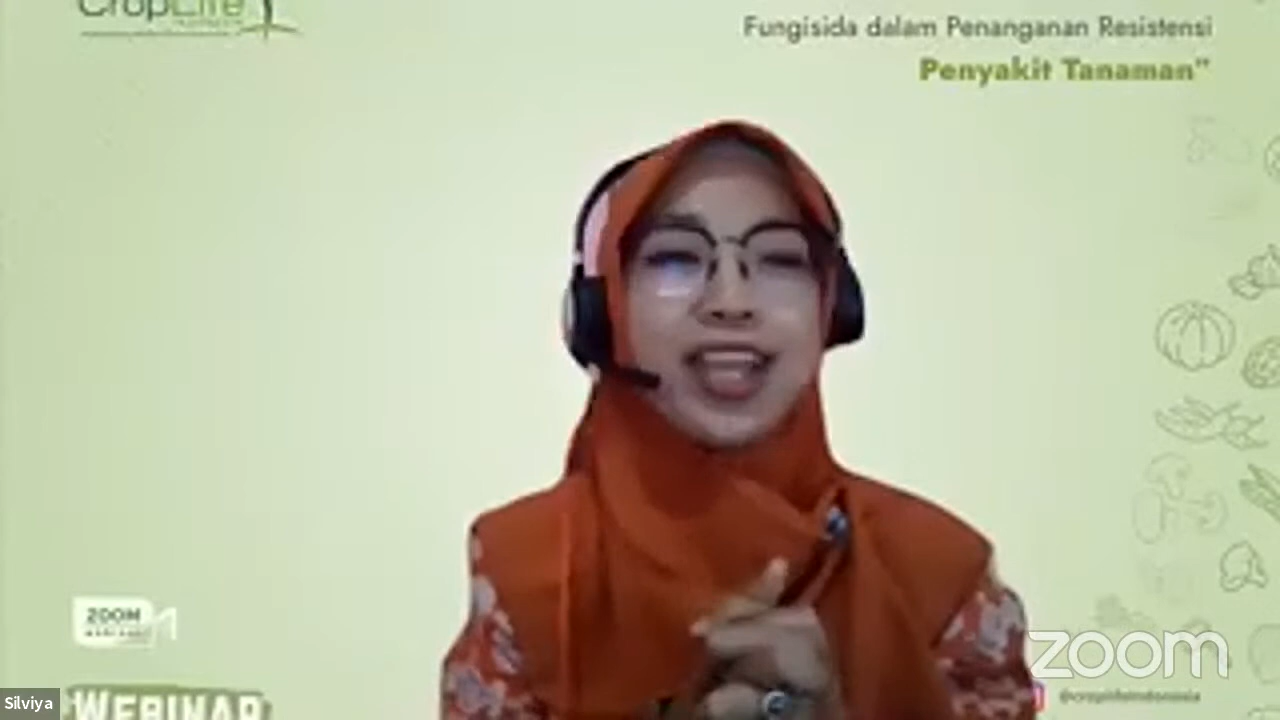 CropLife
Fungisida dalam Penanganan Resistensi
Penyakit Tanaman"
ZOOM
zoom
@croplifeindonesia
Silviya
WEBINAR